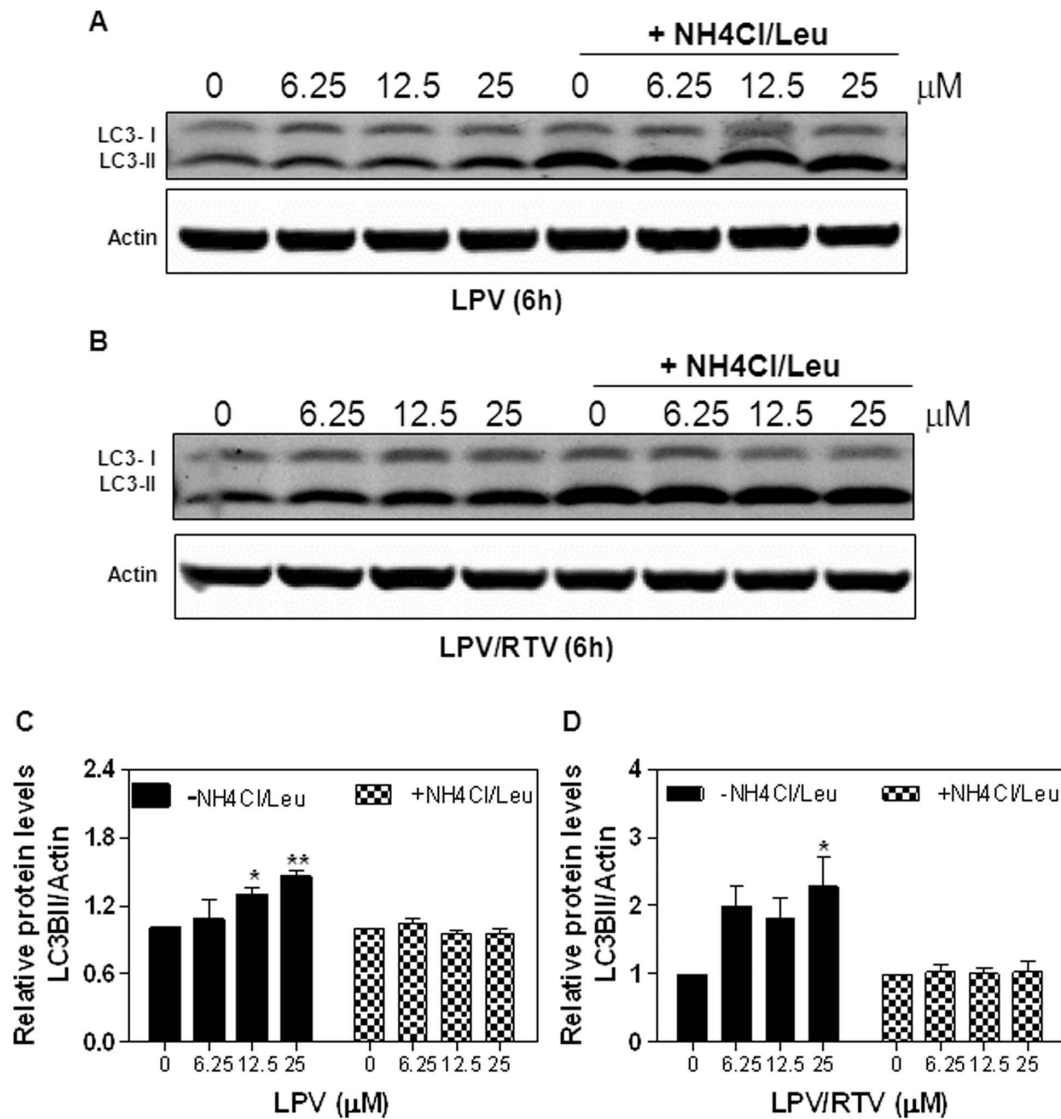 A
+ NH4Cl/Leu
0 6.25 12.5 25 0 6.25 12.5 25 μM
LC3- I
LC3-II
Actin
LPV (6h)
B
+ NH4Cl/Leu
0 6.25 12.5 25 0 6.25 12.5 25 μM
LC3- I
LC3-II
Actin
LPV/RTV (6h)
C
Relative protein levels
LC3BII/Actin
2.4
1.8
1.2
0.6
0.0
-NH4Cl/Leu +NH4Cl/Leu
* **
0 6.25 12.5 25 0 6.25 12.5 25
LPV (μM)
D
Relative protein levels
LC3BII/Actin
4
3
2
1
0
-NH4Cl/Leu +NH4Cl/Leu
*
0 6.25 12.5 25 0 6.25 12.5 25
LPV/RTV (μM)